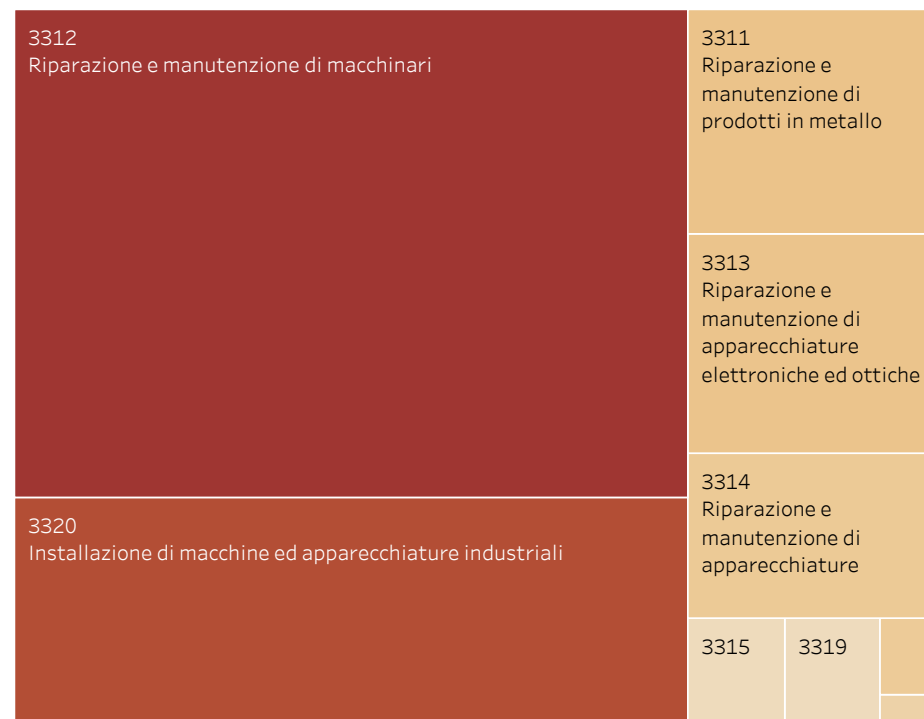 3312
Riparazione e manutenzione di macchinari
3320
Installazione di macchine ed apparecchiature industriali
3311
Riparazione e
manutenzione di
prodotti in metallo
3313
Riparazione e
manutenzione di
apparecchiature
elettroniche ed ottiche
3314
Riparazione e
manutenzione di
apparecchiature
3315
3319